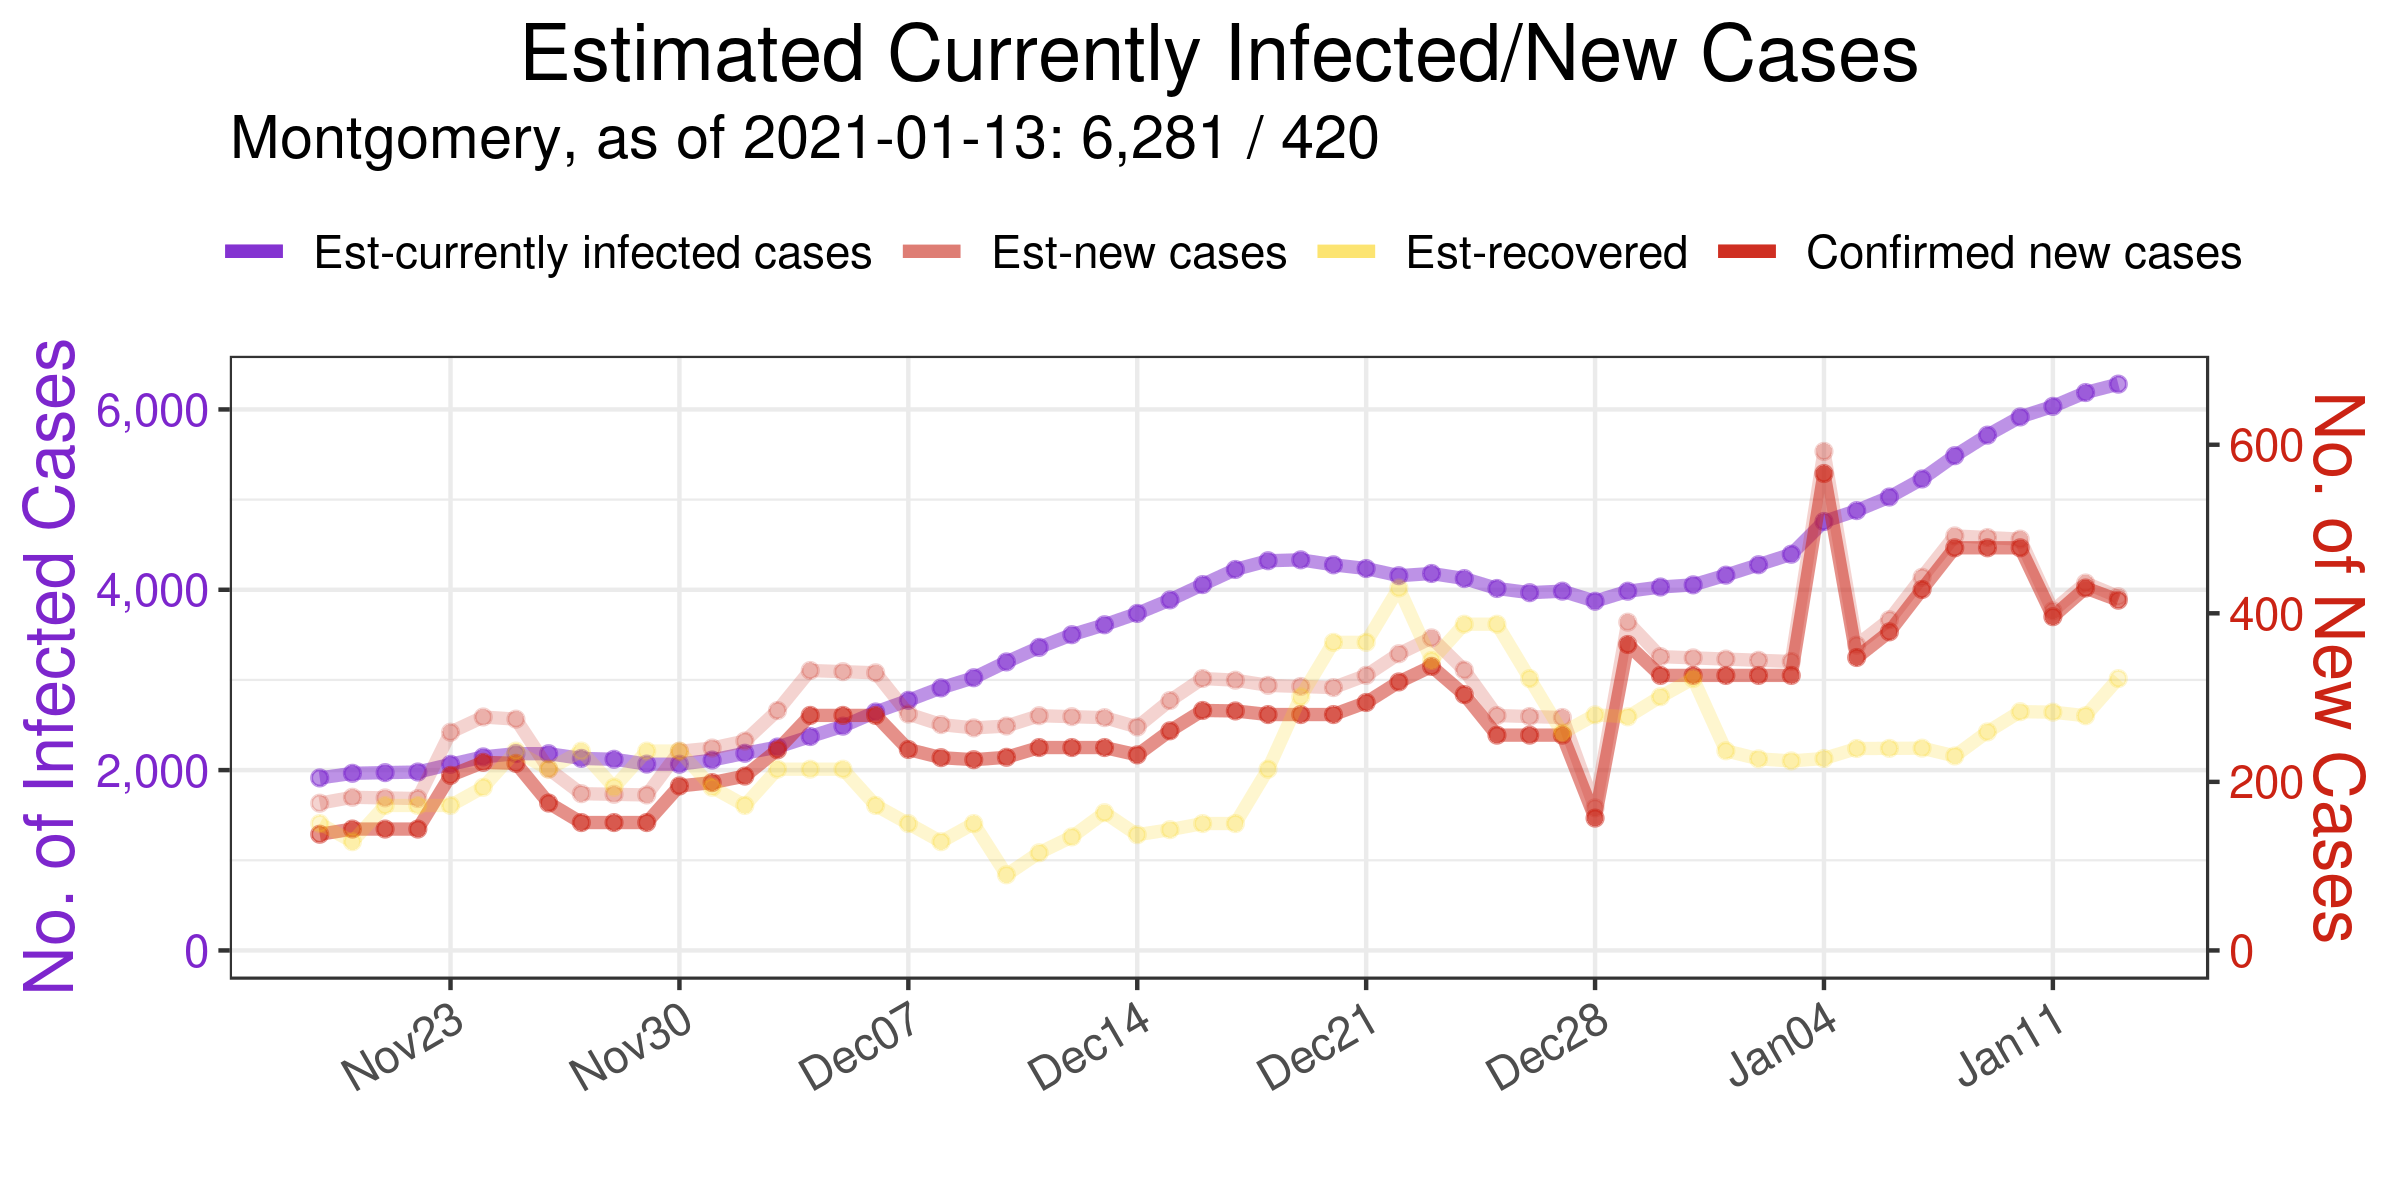 Estimated Currently Infected/New Cases
Montgomery, as of 2021-01-13: 6,281 / 420
Est-currently infected cases Est-new cases Est-recovered Confirmed new cases
No. of Infected Cases
6,000
4,000
2,000
0
600
400
200
0
No. of New Cases
Nov23 Nov30 Dec07 Dec14 Dec21 Dec28 Jan04 Jan11